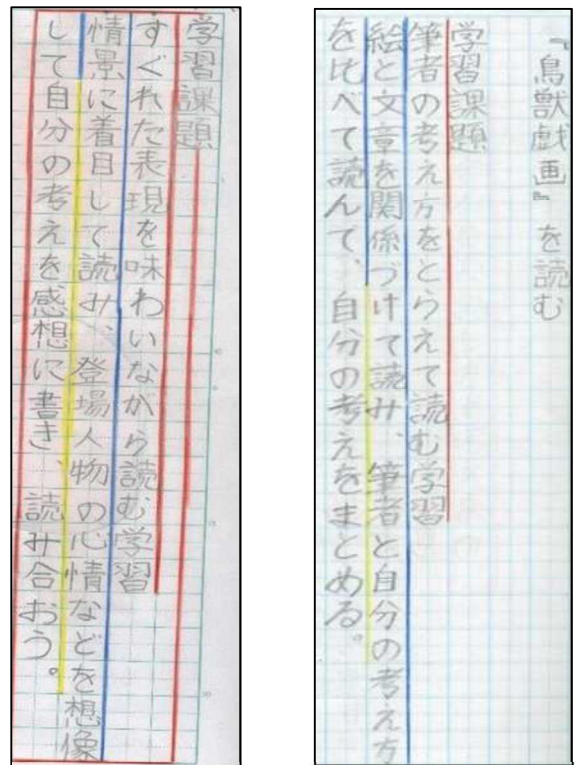 『鳥獣戯画』を読む
学習課題
筆者の考え方をとらえて読む学習
絵と文章を関係づけて読み、筆者と自分の考え方
を比べて読んで、自分の考えをまとめる。
学習課題
すぐれた表現を味わいながら読む学習
情景に着目して読み、登場人物の心情などを想像
して自分の考えを感想に書き、読み合おう。